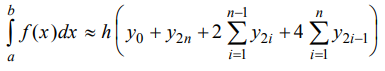 ∫_a^b f(x)dx ≈ h( y_0 + y_{2n} + 2 ∑_{i=1}^{n-1} y_{2i} + 4 ∑_{i=1}^{n} y_{2i-1} )